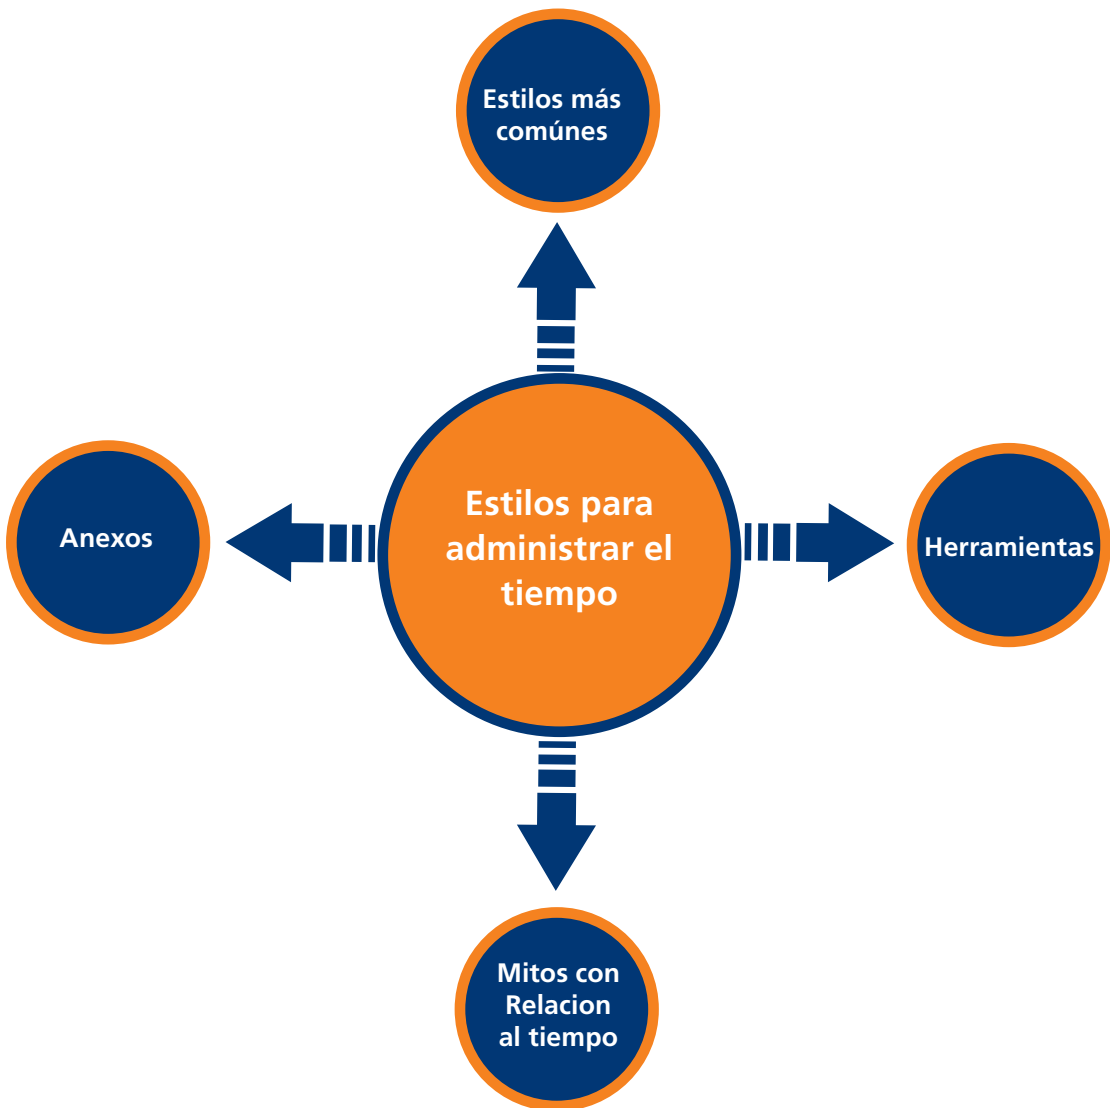 Estilos más
comúnes
Estilos para
administrar el
tiempo
Anexos
Herramientas
Mitos con
Relacion
al tiempo